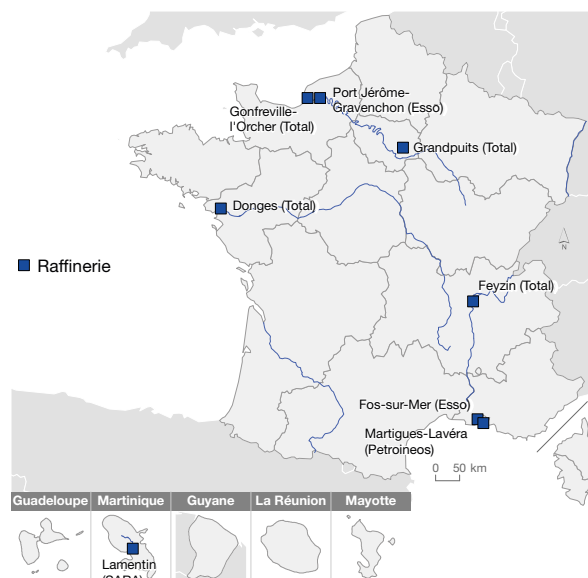 Port Jérôme-
Gravenchon (Esso)
Gonfreville-
l'Orcher (Total)
Grandpuits (Total)
Donges (Total)
Raffinerie
N
Feyzin (Total)
Fos-sur-Mer (Esso)
Martigues-Lavéra
(Petroineos)
0 50 km
Guadeloupe Martinique Guyane La Réunion Mayotte
Lamentin
(SARA)